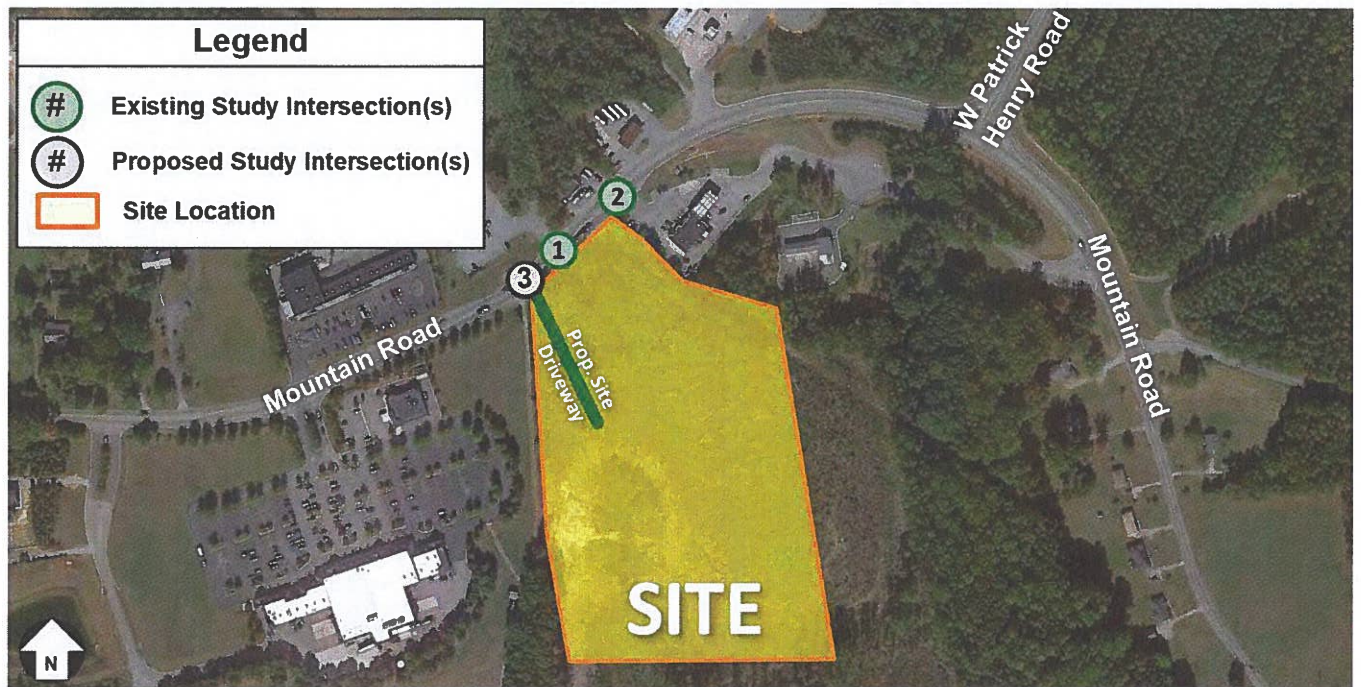 Legend
# Existing Study Intersection(s)
# Proposed Study Intersection(s)
Site Location
W Patrick
Henry Road
2
1
3
Mountain Road
Mountain Road
Prop. Site
Driveway
SITE
N